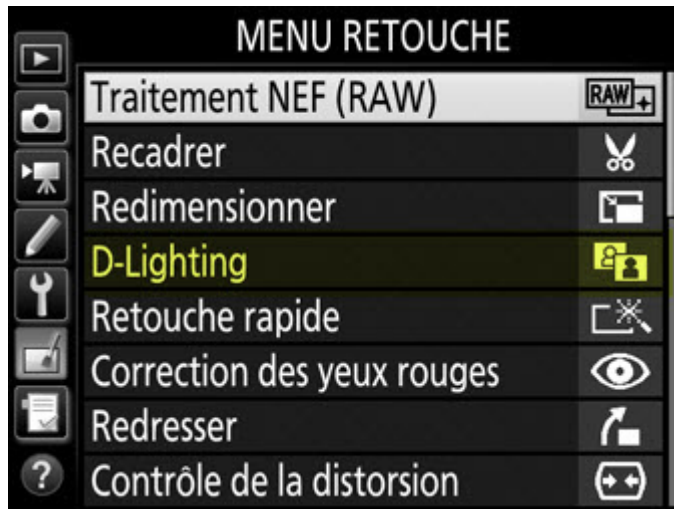 MENU RETOUCHE
Traitement NEF (RAW)
RAW
Recadrer
Redimensionner
D-Lighting
Retouche rapide
Correction des yeux rouges
Redresser
Contrôle de la distorsion
?